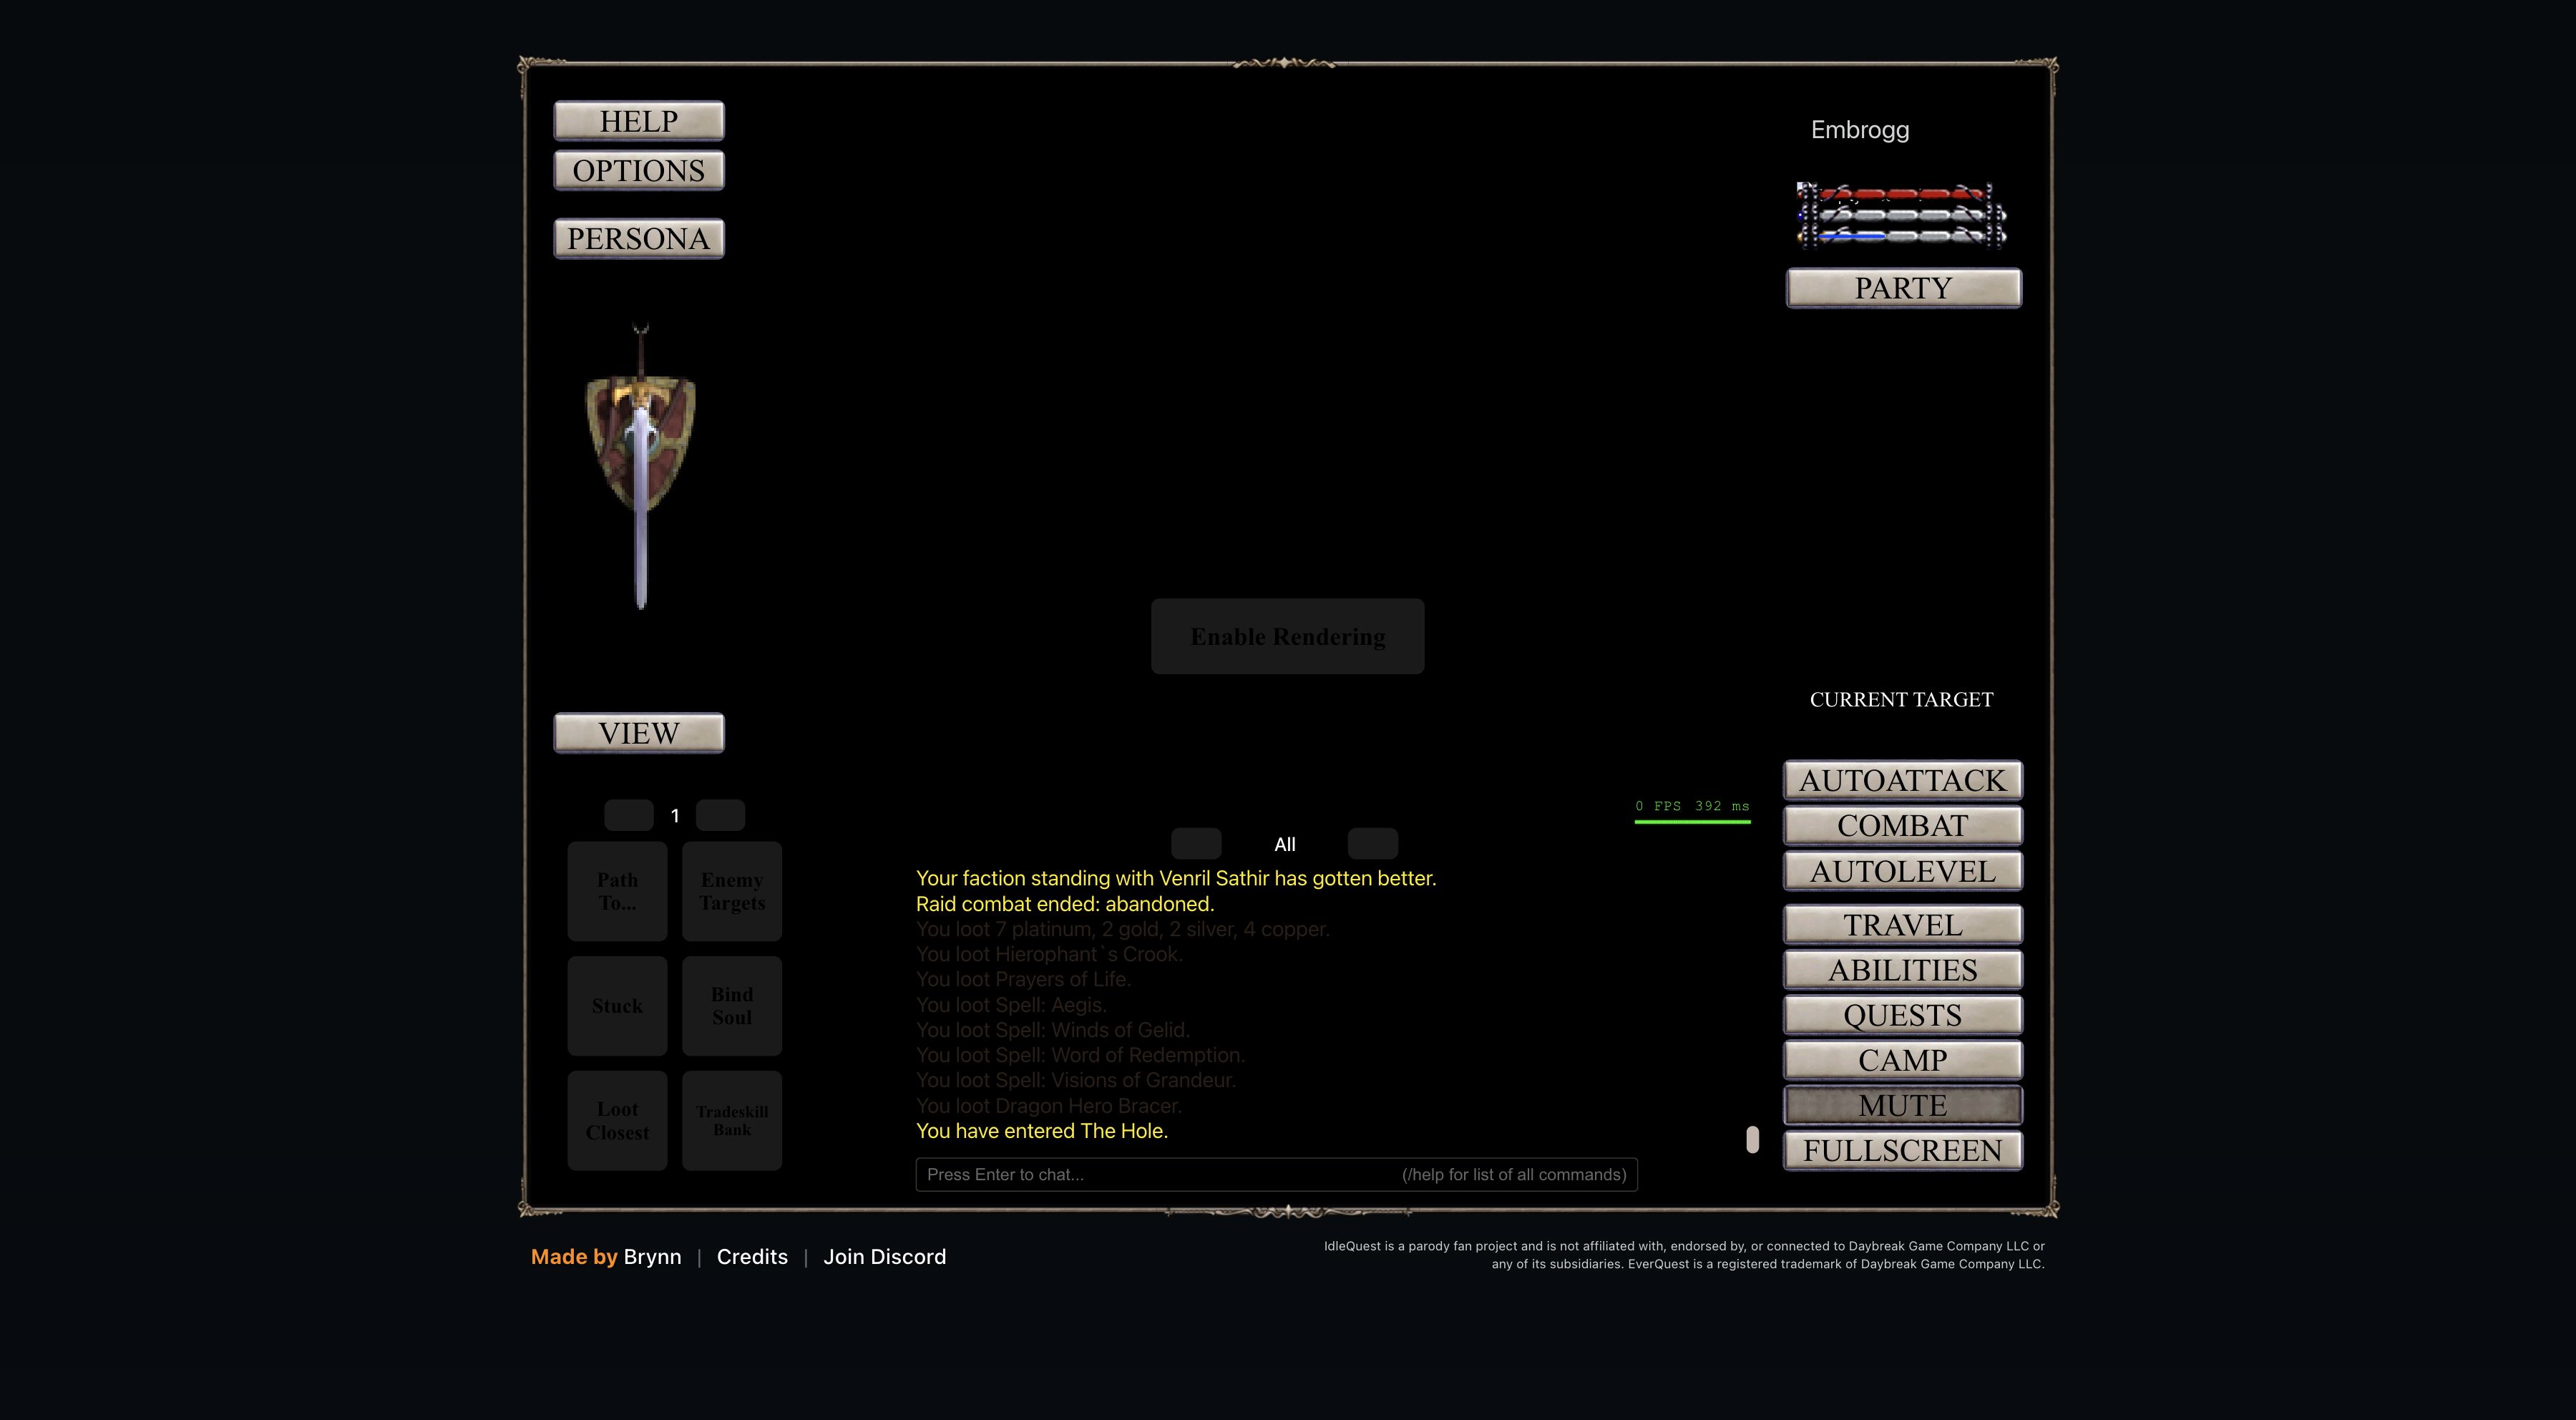 HELP
OPTIONS
PERSONA
Embrogg
PARTY
Enable Rendering
CURRENT TARGET
VIEW
1
Path
To...
Enemy
Targets
Stuck
Bind
Soul
Loot
Closest
Tradeskill
Bank
0 FPS 392 ms
All
Your faction standing with Venril Sathir has gotten better.
Raid combat ended: abandoned.
You loot 7 platinum, 2 gold, 2 silver, 4 copper.
You loot Hierophant`s Crook.
You loot Prayers of Life.
You loot Spell: Aegis.
You loot Spell: Winds of Gelid.
You loot Spell: Word of Redemption.
You loot Spell: Visions of Grandeur.
You loot Dragon Hero Bracer.
You have entered The Hole.
Press Enter to chat... (/help for list of all commands)
AUTOATTACK
COMBAT
AUTOLEVEL
TRAVEL
ABILITIES
QUESTS
CAMP
MUTE
FULLSCREEN
Made by Brynn | Credits | Join Discord
IdleQuest is a parody fan project and is not affiliated with, endorsed by, or connected to Daybreak Game Company LLC or
any of its subsidiaries. EverQuest is a registered trademark of Daybreak Game Company LLC.